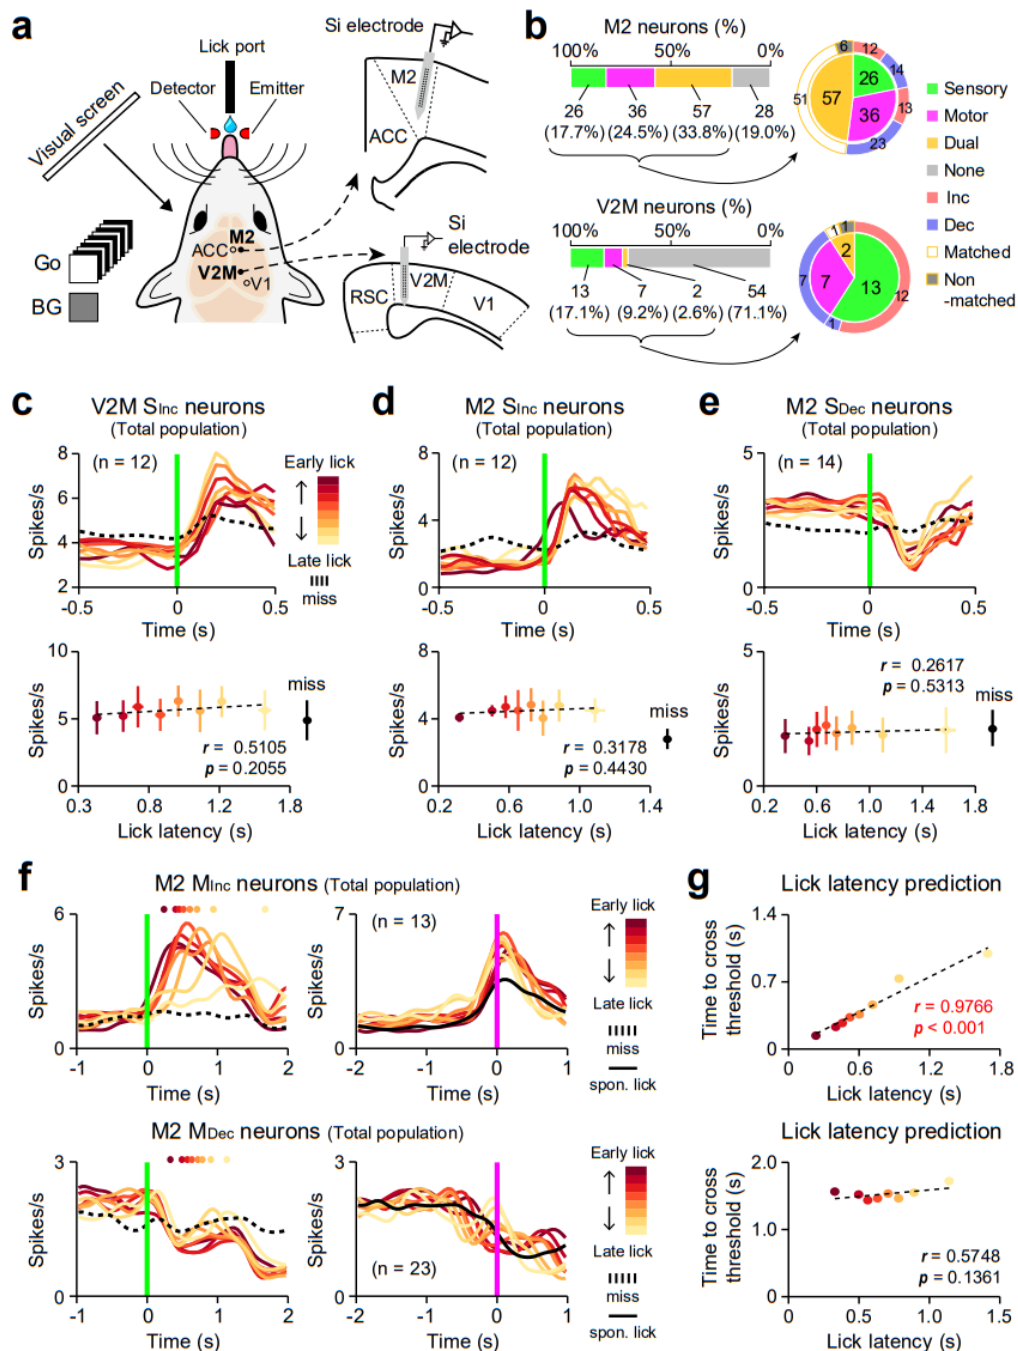 a
Lick port
Detector
Emitter
Visual screen
Go
BG
M2
ACC
V2M
V1
Si electrode
M2
ACC
Si
electrode
RSC
V2M
V1
b
M2 neurons (%)
100%
50%
0%
26
36
57
28
(17.7%)
(24.5%)
(33.8%)
(19.0%)
6
12
14
13
23
51
26
36
57
V2M neurons (%)
100%
50%
0%
13
7
2
54
(17.1%)
(9.2%)
(2.6%)
(71.1%)
1
1
12
1
7
2
7
13
Sensory
Motor
Dual
None
Inc
Dec
Matched
Non
-matched
c
V2M SInc neurons
(Total population)
(n = 12)
Spikes/s
8
6
4
2
-0.5
0
0.5
Time (s)
Early lick
Late lick
miss
Spikes/s
10
5
0
miss
r = 0.5105
p = 0.2055
0.3
0.8
1.3
1.8
Lick latency (s)
d
M2 SInc neurons
(Total population)
(n = 12)
Spikes/s
8
4
0
-0.5
0
0.5
Time (s)
Spikes/s
8
4
0
miss
r = 0.3178
p = 0.4430
0.2
0.6
1.0
1.4
Lick latency (s)
e
M2 SDec neurons
(Total population)
(n = 14)
Spikes/s
5
0
-0.5
0
0.5
Time (s)
Spikes/s
5
0
r = 0.2617
p = 0.5313
miss
0.2
0.6
1.0
1.4
1.8
Lick latency (s)
f
M2 MInc neurons (Total population)
Spikes/s
6
3
0
-1
0
1
2
Time (s)
Spikes/s
7
0
(n = 13)
-1
0
1
Time (s)
Early lick
Late lick
miss
spon. lick
M2 MDec neurons (Total population)
Spikes/s
3
0
-1
0
1
2
Time (s)
Spikes/s
3
0
(n = 23)
-1
0
1
Time (s)
Early lick
Late lick
miss
spon. lick
g
Lick latency prediction
Time to cross
threshold (s)
1.4
0.7
0
r = 0.9766
p < 0.001
0
0.6
1.2
1.8
Lick latency (s)
Lick latency prediction
Time to cross
threshold (s)
2.0
1.0
0
r = 0.5748
p = 0.1361
0
0.5
1.0
1.5
Lick latency (s)